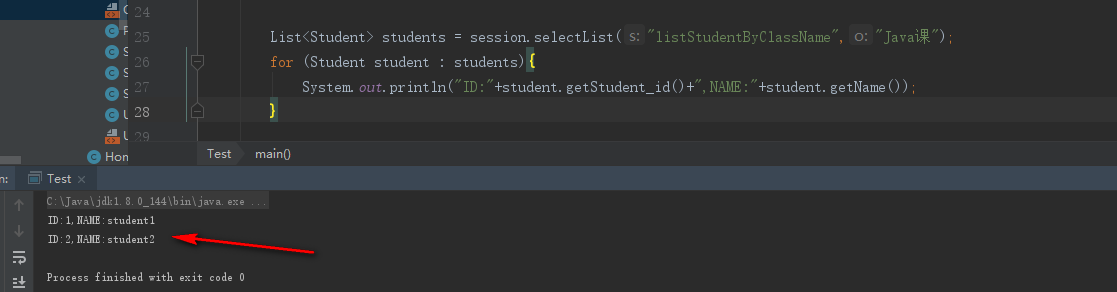 24
25 List<Student> students = session.selectList( s: "listStudentByClassName", o: "Java课");
26 for (Student student : students){
27 System.out.println("ID:"+student.getStudent_id()+",NAME:"+student.getName());
28 }
29
Hom
Test main()
n: Test ×
C:\Java\jdk1.8.0_144\bin\java.exe ...
ID:1,NAME:student1
ID:2,NAME:student2
Process finished with exit code 0